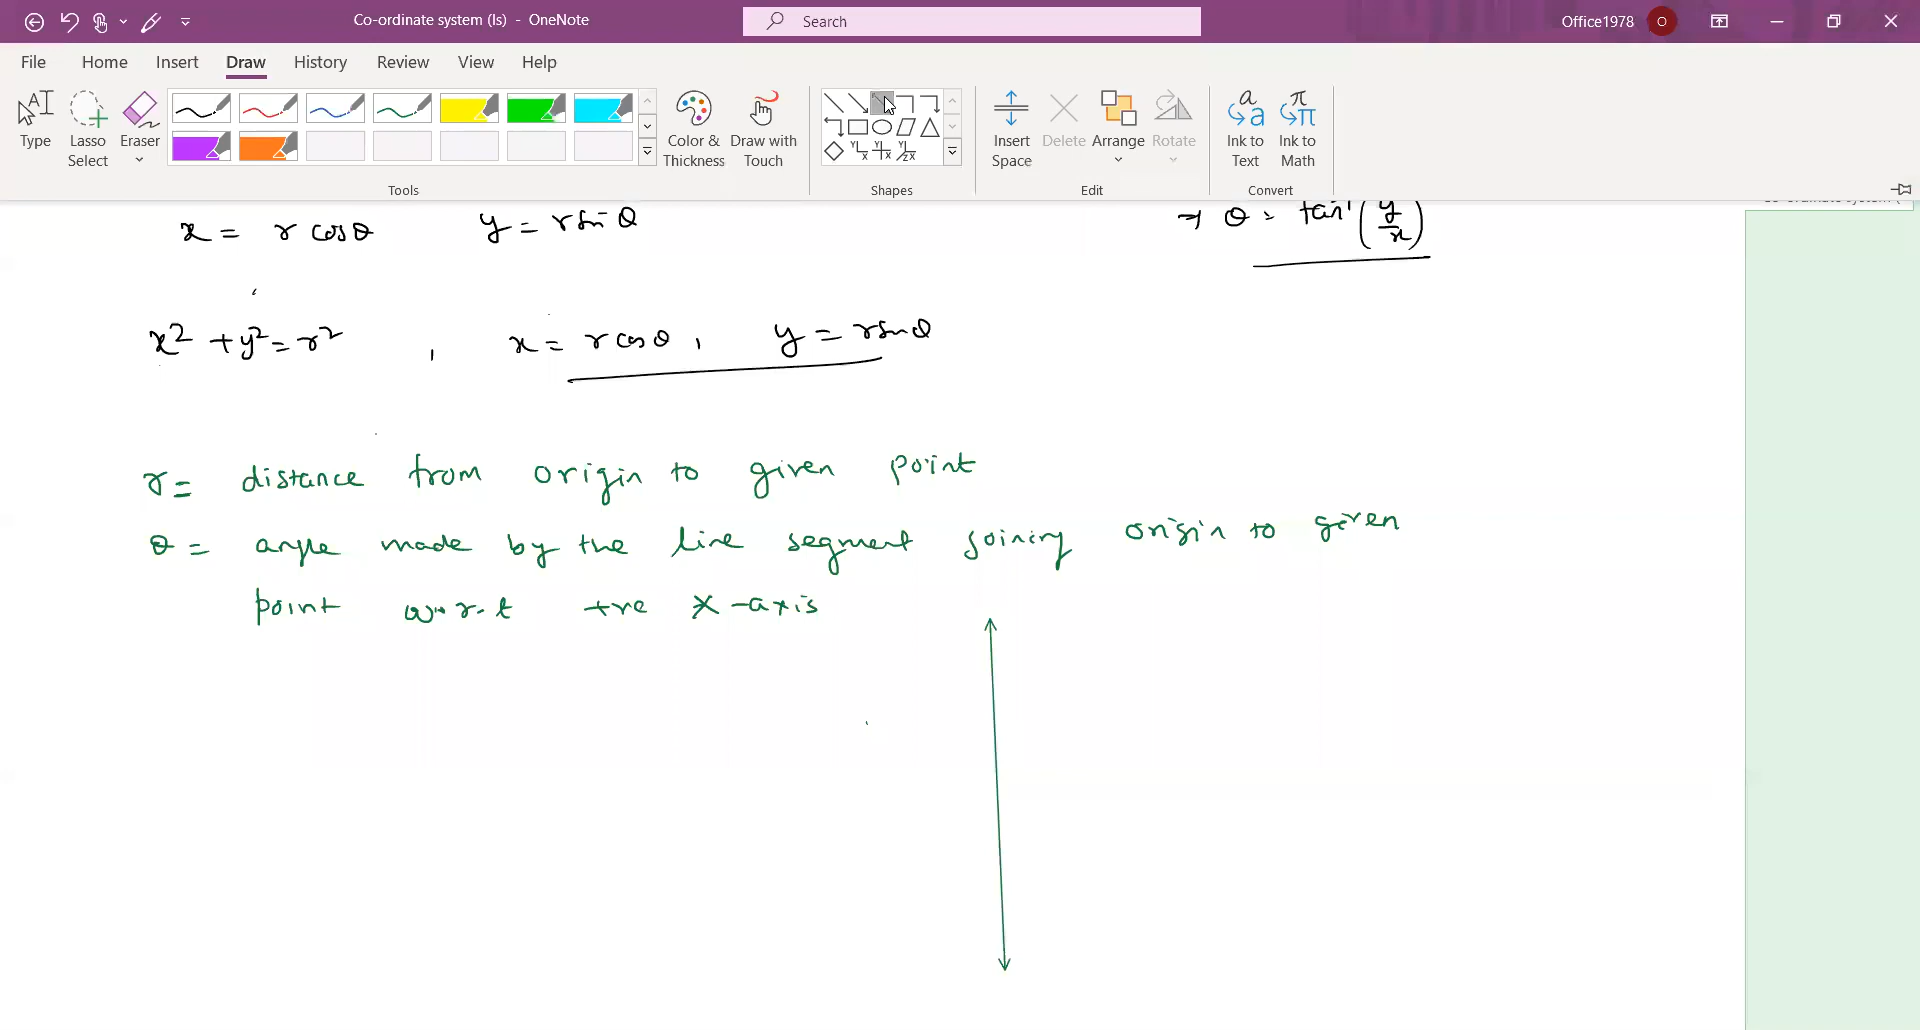 Co-ordinate system (ls) - OneNote
Search
Office1978
O
File Home Insert Draw History Review View Help
Type
Lasso Select
Eraser
Color & Thickness
Draw with Touch
Insert Space
Delete
Arrange
Rotate
Ink to Text
Ink to Math
Tools Shapes Edit Convert
x = r cosθ y = r sin θ ⇒ θ = tan⁻¹(y/x)
x² + y² = r² , x = r cosθ , y = r sinθ
r = distance from origin to given point
θ = angle made by the line segment joining origin to given
point w.r.t +ve X-axis